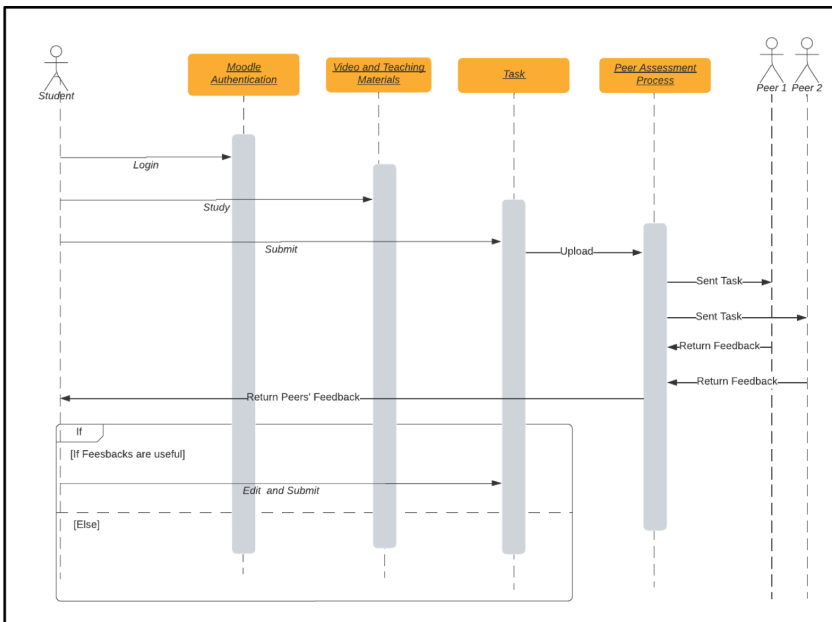 Student
Moodle
Authentication
Video and Teaching
Materials
Task
Peer Assessment
Process
Peer 1
Peer 2
Login
Study
Submit
Upload
Sent Task
Sent Task
Return Feedback
Return Feedback
Return Peers' Feedback
If
[If Feesbacks are useful]
Edit and Submit
[Else]